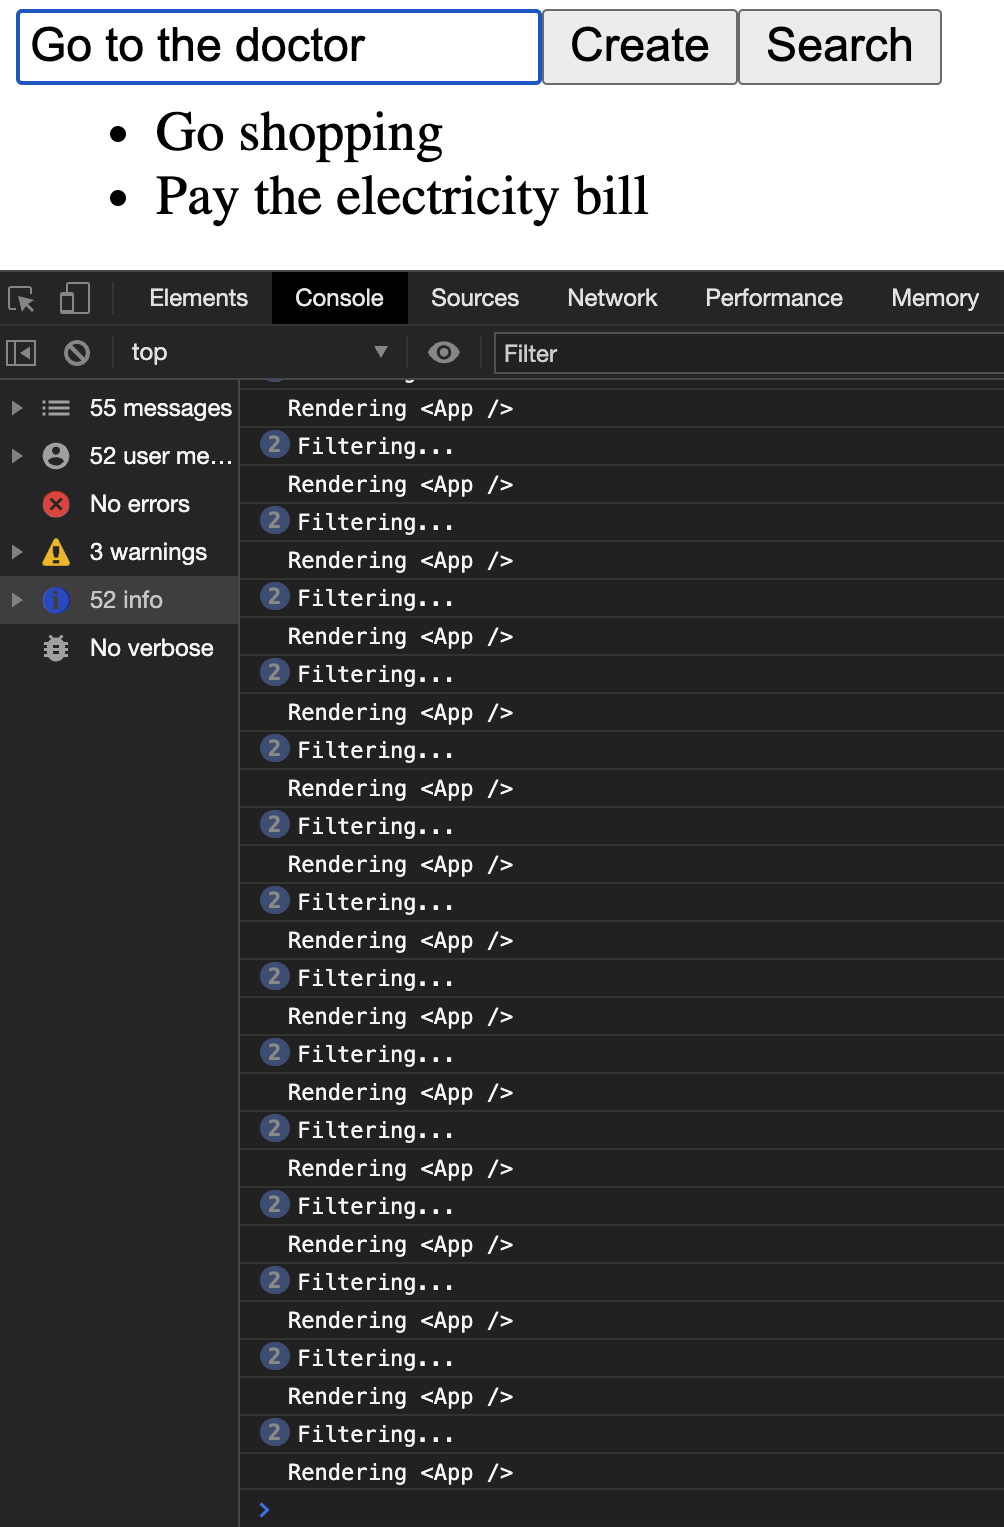 Go to the doctor Create Search
• Go shopping
• Pay the electricity bill
Elements Console Sources Network Performance Memory
top Filter
55 messages
52 user me...
No errors
3 warnings
52 info
No verbose
Rendering <App />
2 Filtering...
Rendering <App />
2 Filtering...
Rendering <App />
2 Filtering...
Rendering <App />
2 Filtering...
Rendering <App />
2 Filtering...
Rendering <App />
2 Filtering...
Rendering <App />
2 Filtering...
Rendering <App />
2 Filtering...
Rendering <App />
2 Filtering...
Rendering <App />
2 Filtering...
Rendering <App />
2 Filtering...
Rendering <App />
2 Filtering...
Rendering <App />
2 Filtering...
Rendering <App />
2 Filtering...
Rendering <App />